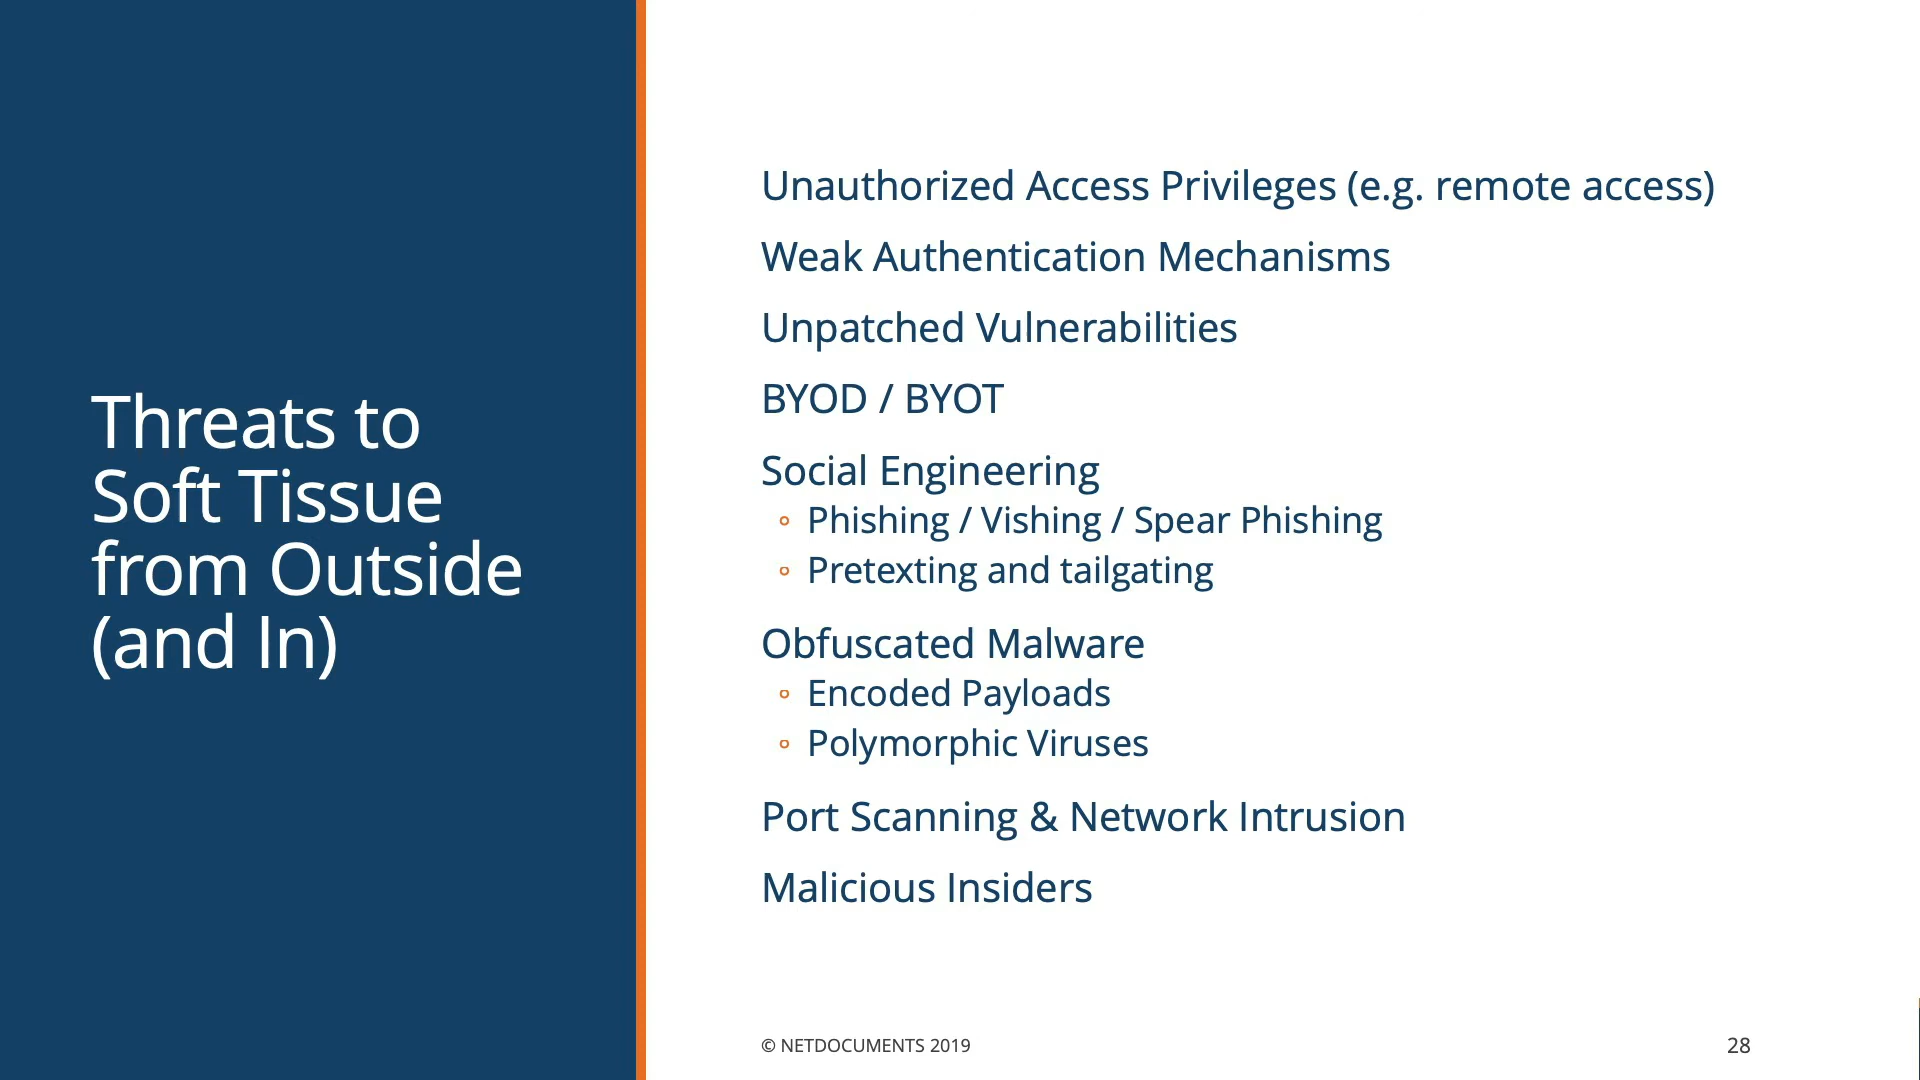 Threats to
Soft Tissue
from Outside
(and In)
Unauthorized Access Privileges (e.g. remote access)
Weak Authentication Mechanisms
Unpatched Vulnerabilities
BYOD / BYOT
Social Engineering
◦ Phishing / Vishing / Spear Phishing
◦ Pretexting and tailgating
Obfuscated Malware
◦ Encoded Payloads
◦ Polymorphic Viruses
Port Scanning & Network Intrusion
Malicious Insiders
© NETDOCUMENTS 2019
28